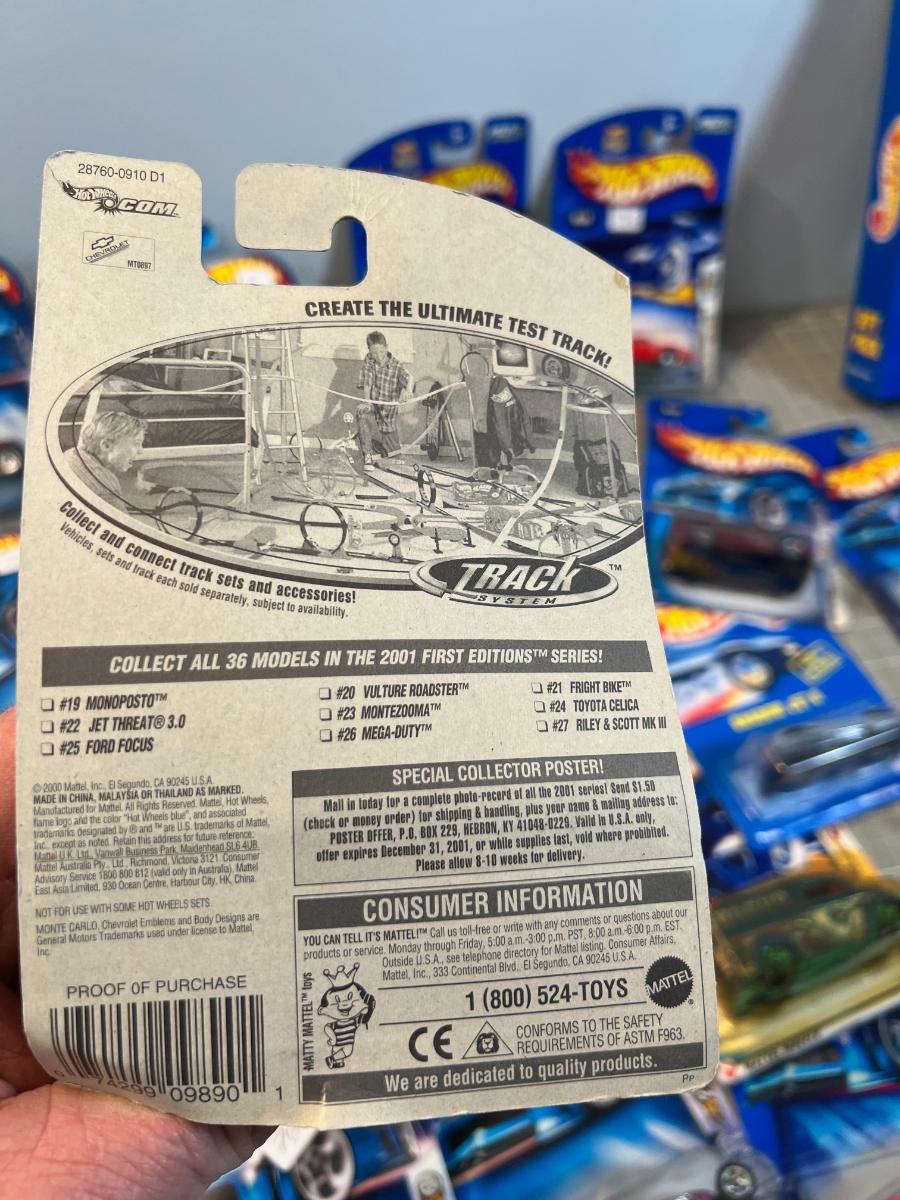 28760-0910 D1
HOT WHEELS .COM™
CHEVROLET
MT0897
CREATE THE ULTIMATE TEST TRACK!
Collect and connect track sets and accessories!
Vehicles, sets and track each sold separately, subject to availability.
TRACK ™
SYSTEM
COLLECT ALL 36 MODELS IN THE 2001 FIRST EDITIONS™ SERIES!
#19 MONOPOSTO™
#20 VULTURE ROADSTER™
#21 FRIGHT BIKE™
#22 JET THREAT® 3.0
#23 MONTEZOOMA™
#24 TOYOTA CELICA
#25 FORD FOCUS
#26 MEGA-DUTY™
#27 RILEY & SCOTT MK III
© 2000 Mattel, Inc., El Segundo, CA 90245 U.S.A.
MADE IN CHINA, MALAYSIA OR THAILAND AS MARKED.
Manufactured for Mattel. All Rights Reserved. Mattel, Hot Wheels,
flame logo and the color "Hot Wheels blue", and associated
trademarks designated by ® and ™ are U.S. trademarks of Mattel,
Inc., except as noted. Retain this address for future reference:
Mattel U.K. Ltd., Vanwall Business Park, Maidenhead SL6 4UB.
Mattel Australia Pty., Ltd., Richmond, Victoria 3121. Consumer
Advisory Service 1800 800 812 (valid only in Australia). Mattel
East Asia Limited, 930 Ocean Centre, Harbour City, HK, China.
NOT FOR USE WITH SOME HOT WHEELS SETS.
MONTE CARLO, Chevrolet Emblems and Body Designs are
General Motors Trademarks used under license to Mattel,
Inc.
PROOF OF PURCHASE
0 74299 09890 1
SPECIAL COLLECTOR POSTER!
Mail in today for a complete photo-record of all the 2001 series! Send $1.50
(check or money order) for shipping & handling, plus your name & mailing address to:
POSTER OFFER, P.O. BOX 229, HEBRON, KY 41048-0229. Valid in U.S.A. only,
offer expires December 31, 2001, or while supplies last, void where prohibited.
Please allow 8-10 weeks for delivery.
CONSUMER INFORMATION
YOU CAN TELL IT'S MATTEL!™ Call us toll-free or write with any comments or questions about our
products or service. Monday through Friday, 5:00 a.m.-3:00 p.m. PST, 8:00 a.m.-6:00 p.m. EST.
Outside U.S.A., see telephone directory for Mattel listing. Consumer Affairs,
Mattel, Inc., 333 Continental Blvd., El Segundo, CA 90245 U.S.A.
1 (800) 524-TOYS
MATTEL
MATTY MATTEL™ toys
CE
CONFORMS TO THE SAFETY
REQUIREMENTS OF ASTM F963.
We are dedicated to quality products.
Pp
HOT WHEELS
HOT WHEELS